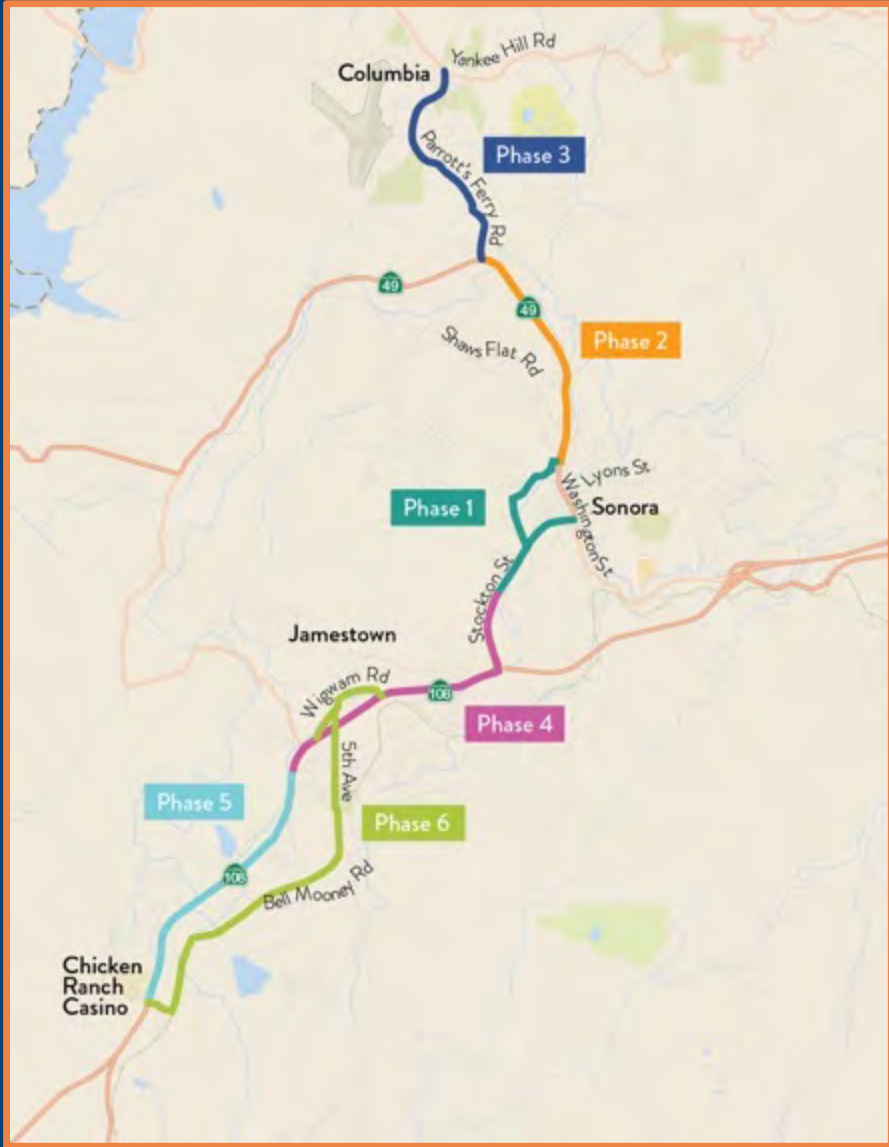 Yankee Hill Rd
Columbia
Parrott's Ferry Rd
Phase 3
49
49
Shaws Flat Rd
Phase 2
Lyons St
Washington St
Phase 1
Sonora
Stockton St
Jamestown
Wigwam Rd
108
Phase 4
5th Ave
Phase 5
Phase 6
108
Bell Mooney Rd
Chicken
Ranch
Casino